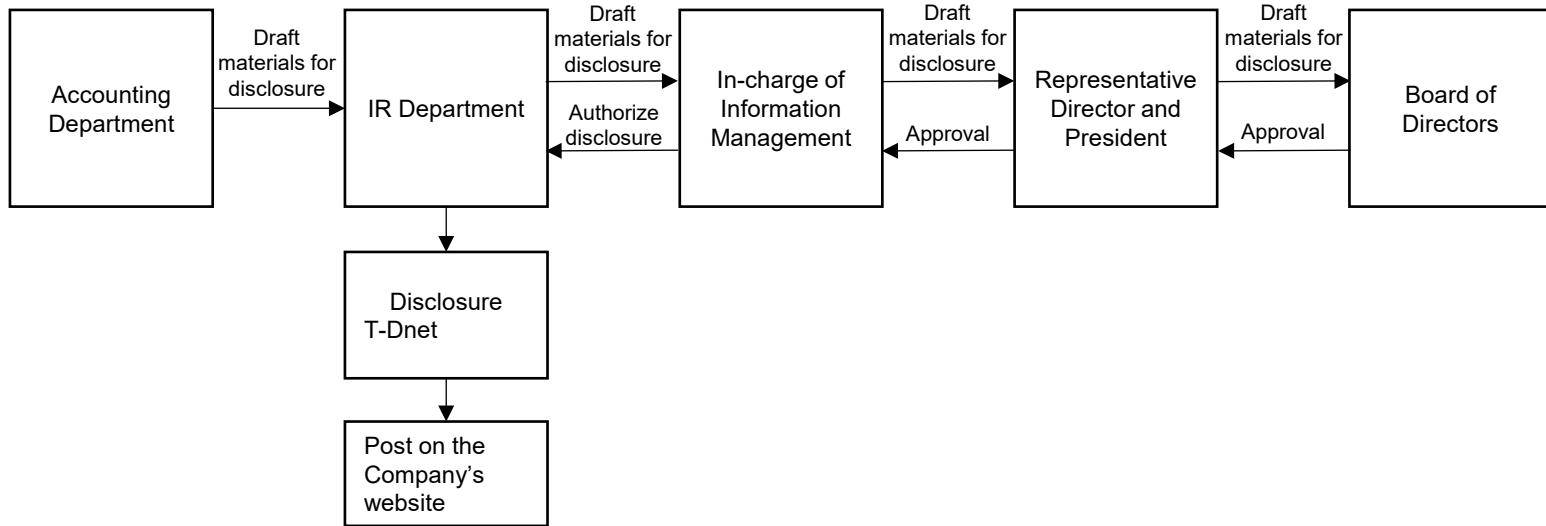 Accounting
Department
Draft
materials for
disclosure
IR Department
Draft
materials for
disclosure
Authorize
disclosure
In-charge of
Information
Management
Draft
materials for
disclosure
Approval
Representative
Director and
President
Draft
materials for
disclosure
Approval
Board of
Directors
Disclosure
T-Dnet
Post on the
Company’s
website